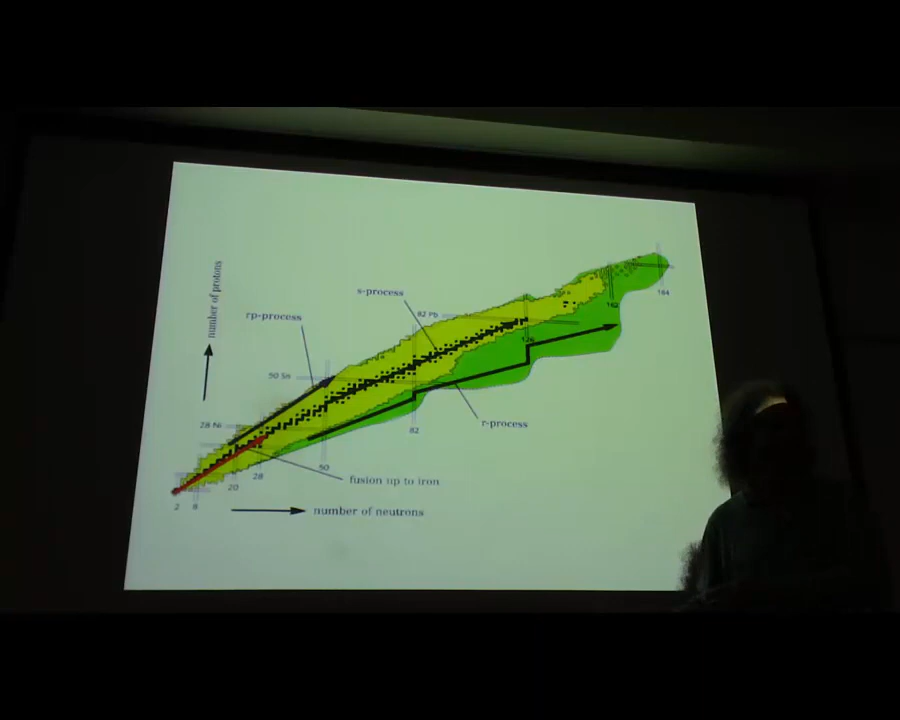 number of protons
s-process
rp-process
82 Pb
50 Sn
28 Ni
126
162
184
r-process
82
50
28
20
fusion up to iron
2
8
number of neutrons